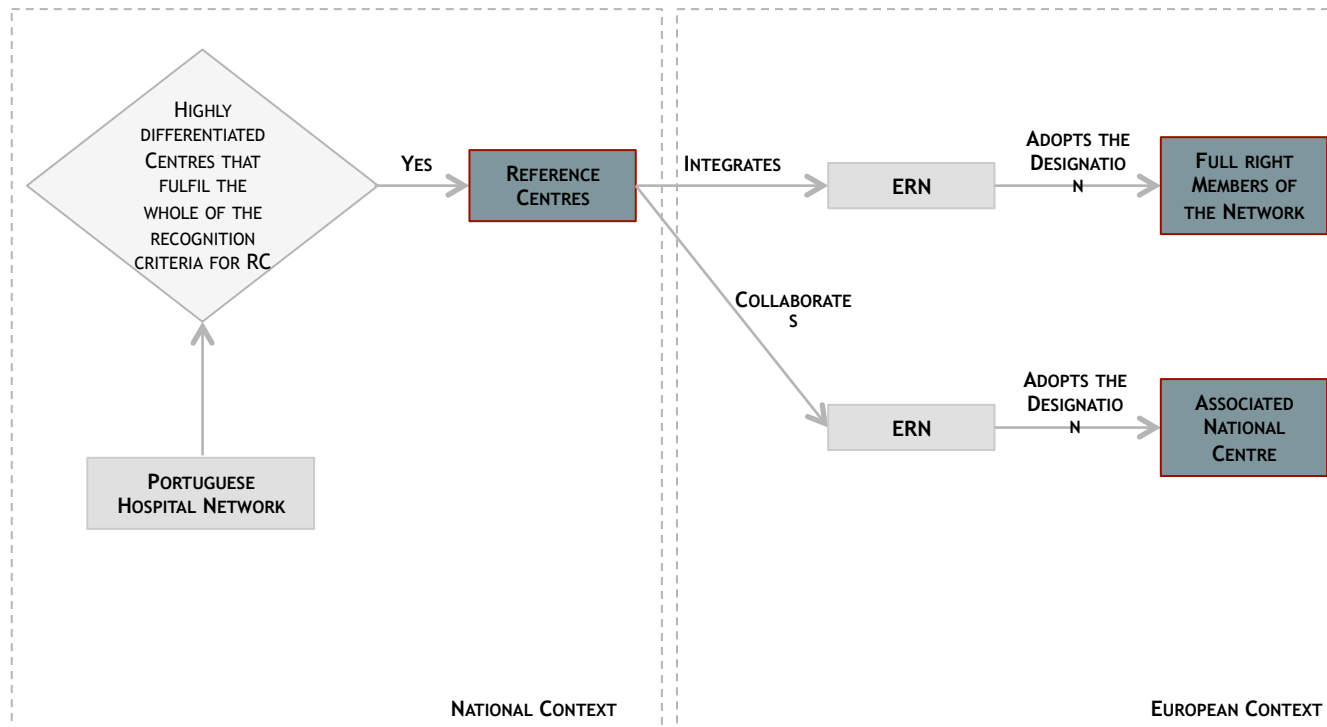 Highly
differentiated
Centres that
fulfil the
whole of the
recognition
criteria for RC
Yes
Reference
Centres
Integrates
ERN
Adopts the
Designatio
n
Full right
Members of
the Network
Collaborate
s
ERN
Adopts the
Designatio
n
Associated
National
Centre
Portuguese
Hospital Network
National Context
European Context